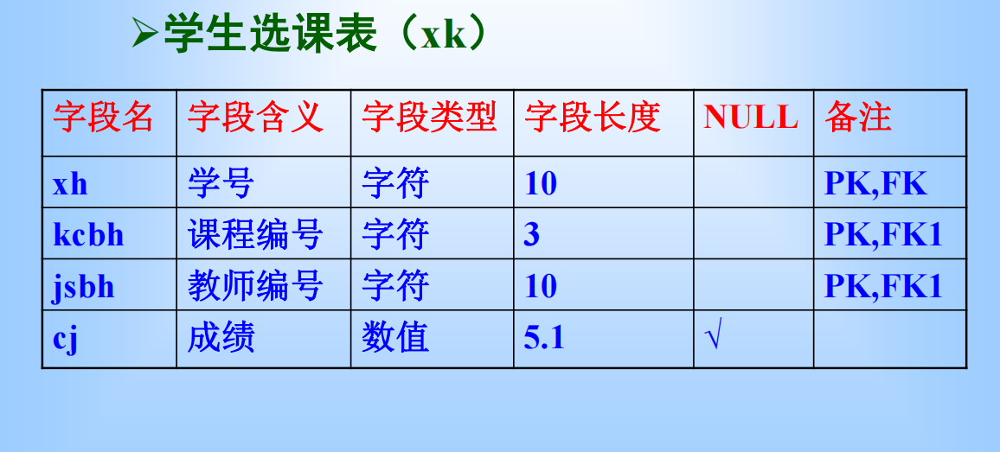 ➢学生选课表（xk）
字段名 字段含义 字段类型 字段长度 NULL 备注
xh 学号 字符 10 PK,FK
kcbh 课程编号 字符 3 PK,FK1
jsbh 教师编号 字符 10 PK,FK1
cj 成绩 数值 5.1 √